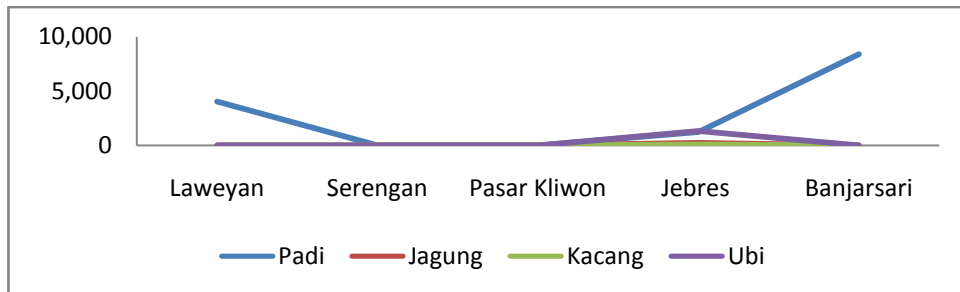 10,000
5,000
0
Laweyan Serengan Pasar Kliwon Jebres Banjarsari
Padi Jagung Kacang Ubi